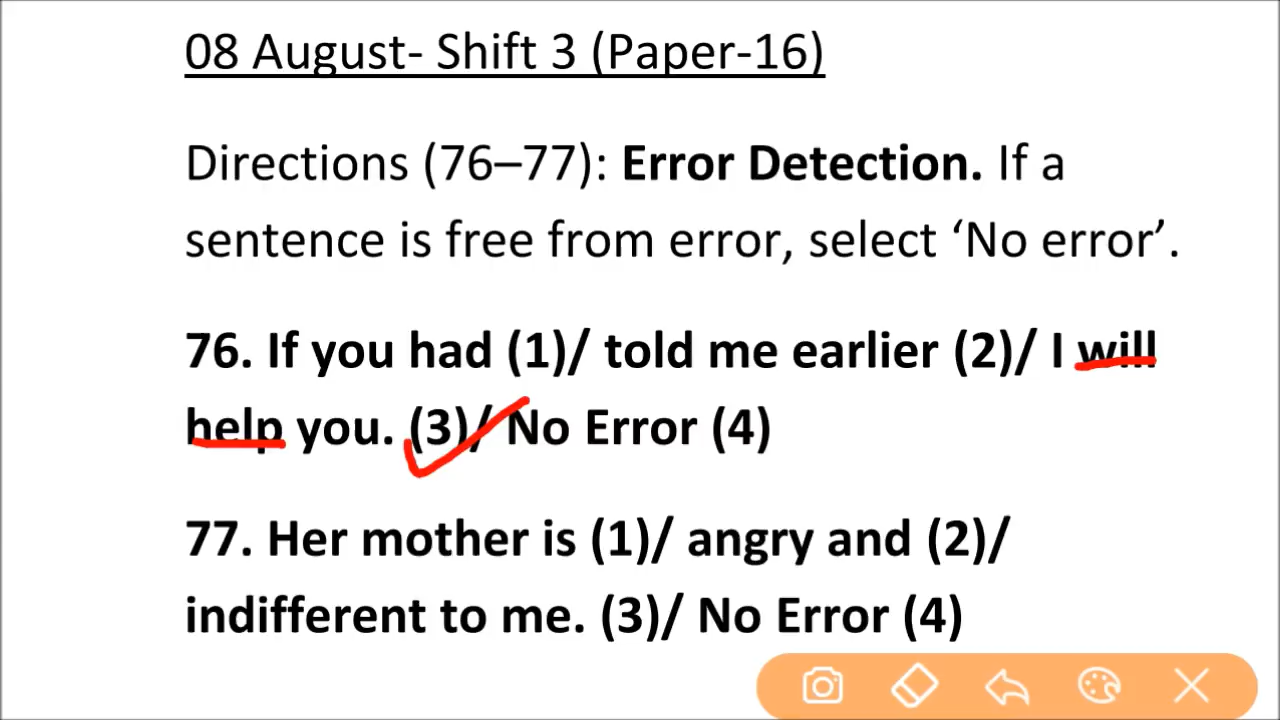 08 August- Shift 3 (Paper-16)
Directions (76–77): Error Detection. If a
sentence is free from error, select ‘No error’.
76. If you had (1)/ told me earlier (2)/ I will
help you. (3)/ No Error (4)
77. Her mother is (1)/ angry and (2)/
indifferent to me. (3)/ No Error (4)